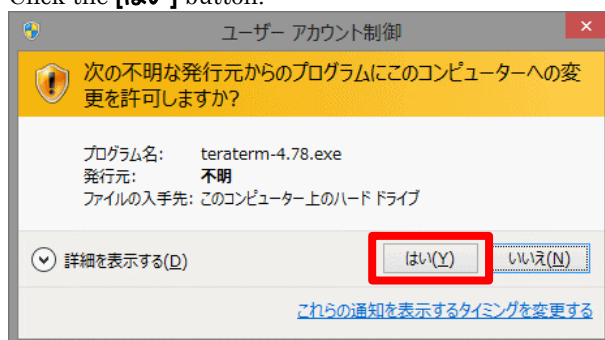 Click the [はい] button.
ユーザー アカウント制御
次の不明な発行元からのプログラムにこのコンピューターへの変
更を許可しますか?
プログラム名: teraterm-4.78.exe
発行元: 不明
ファイルの入手先: このコンピューター上のハード ドライブ
詳細を表示する(D)
はい(Y)
いいえ(N)
これらの通知を表示するタイミングを変更する